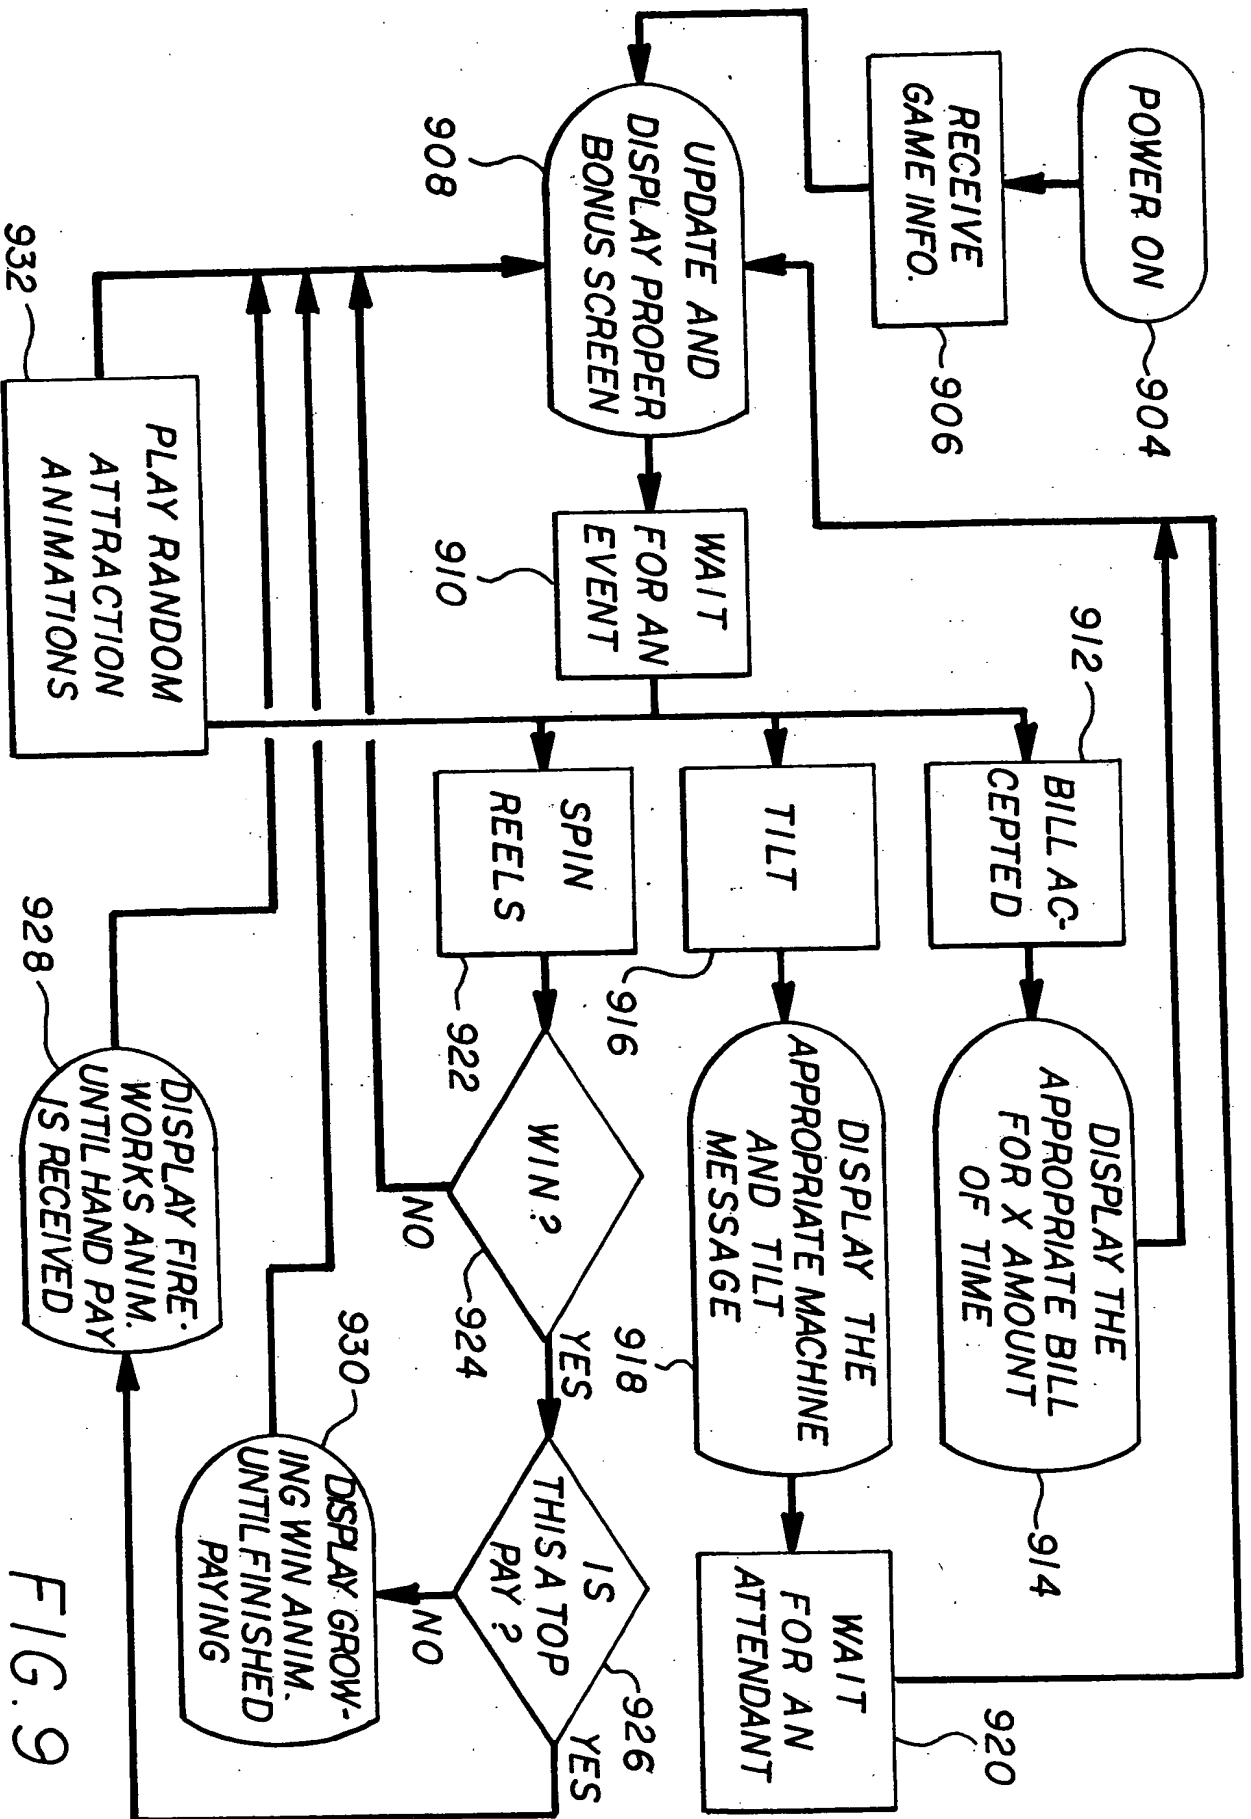 POWER ON
904
RECEIVE
GAME INFO.
906
UPDATE AND
DISPLAY PROPER
BONUS SCREEN
908
WAIT
FOR AN
EVENT
910
912
BILL AC-
CEPTED
DISPLAY THE
APPROPRIATE BILL
FOR X AMOUNT
OF TIME
914
TILT
916
DISPLAY THE
APPROPRIATE MACHINE
AND TILT
MESSAGE
918
WAIT
FOR AN
ATTENDANT
920
SPIN
REELS
922
WIN?
924
NO
YES
IS
THIS A TOP
PAY?
926
NO
YES
930
DISPLAY GROW-
ING WIN ANIM.
UNTIL FINISHED
PAYING
DISPLAY FIRE-
WORKS ANIM.
UNTIL HAND PAY
IS RECEIVED
928
PLAY RANDOM
ATTRACTION
ANIMATIONS
932
FIG. 9